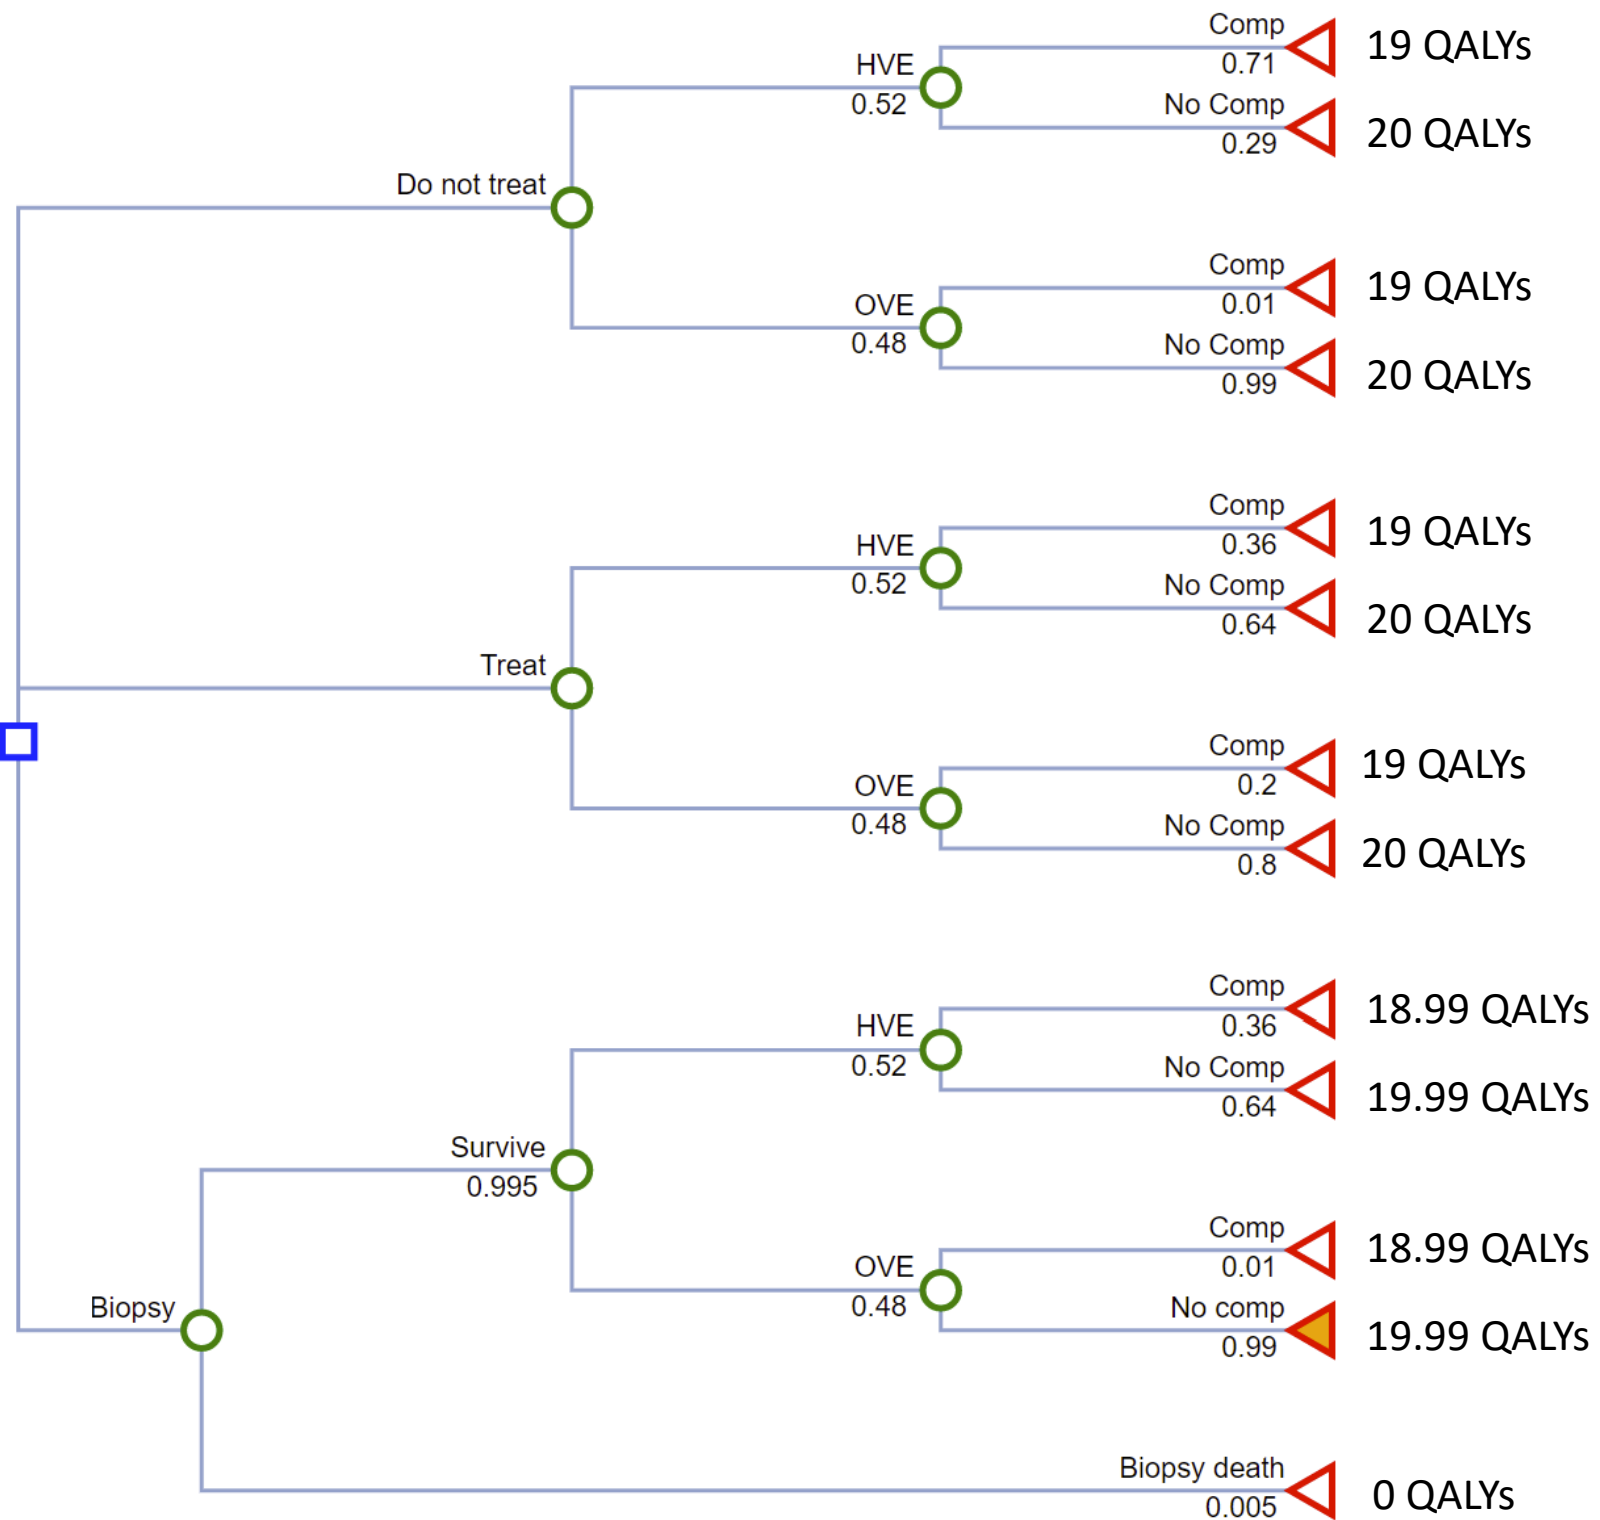 Comp
0.71
19 QALYs
HVE
0.52
No Comp
0.29
20 QALYs
Do not treat
Comp
0.01
19 QALYs
OVE
0.48
No Comp
0.99
20 QALYs
Comp
0.36
19 QALYs
HVE
0.52
No Comp
0.64
20 QALYs
Treat
Comp
0.2
19 QALYs
OVE
0.48
No Comp
0.8
20 QALYs
Comp
0.36
18.99 QALYs
HVE
0.52
No Comp
0.64
19.99 QALYs
Survive
0.995
Comp
0.01
18.99 QALYs
OVE
0.48
No comp
0.99
19.99 QALYs
Biopsy
Biopsy death
0.005
0 QALYs